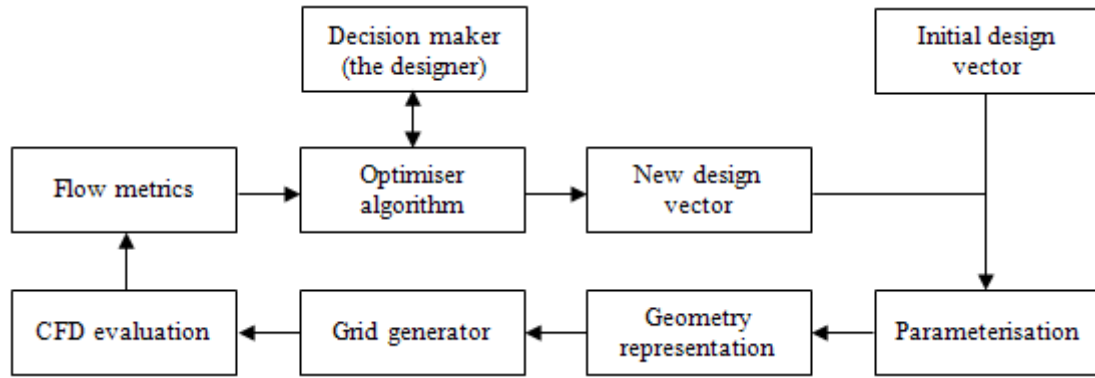 Decision maker
(the designer)
Initial design
vector
Flow metrics
Optimiser
algorithm
New design
vector
CFD evaluation
Grid generator
Geometry
representation
Parameterisation